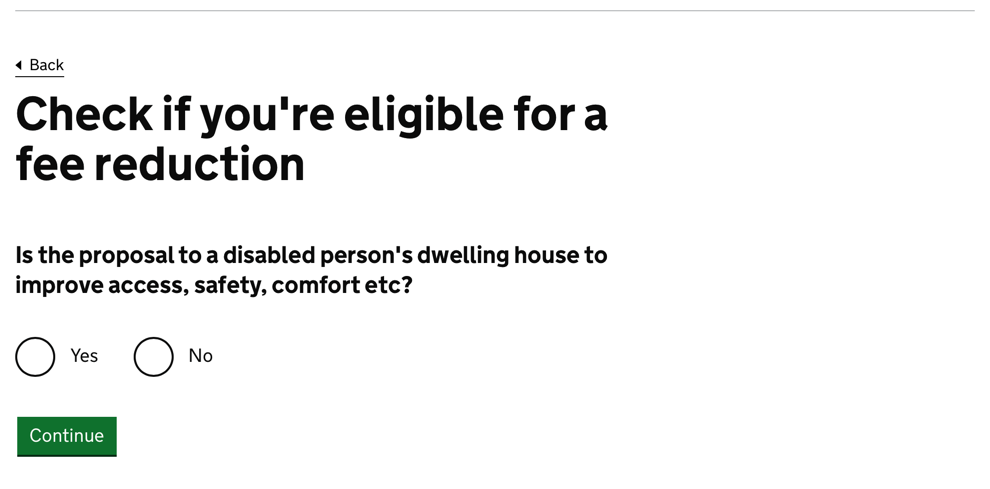 Back
Check if you're eligible for a
fee reduction
Is the proposal to a disabled person's dwelling house to
improve access, safety, comfort etc?
Yes No
Continue